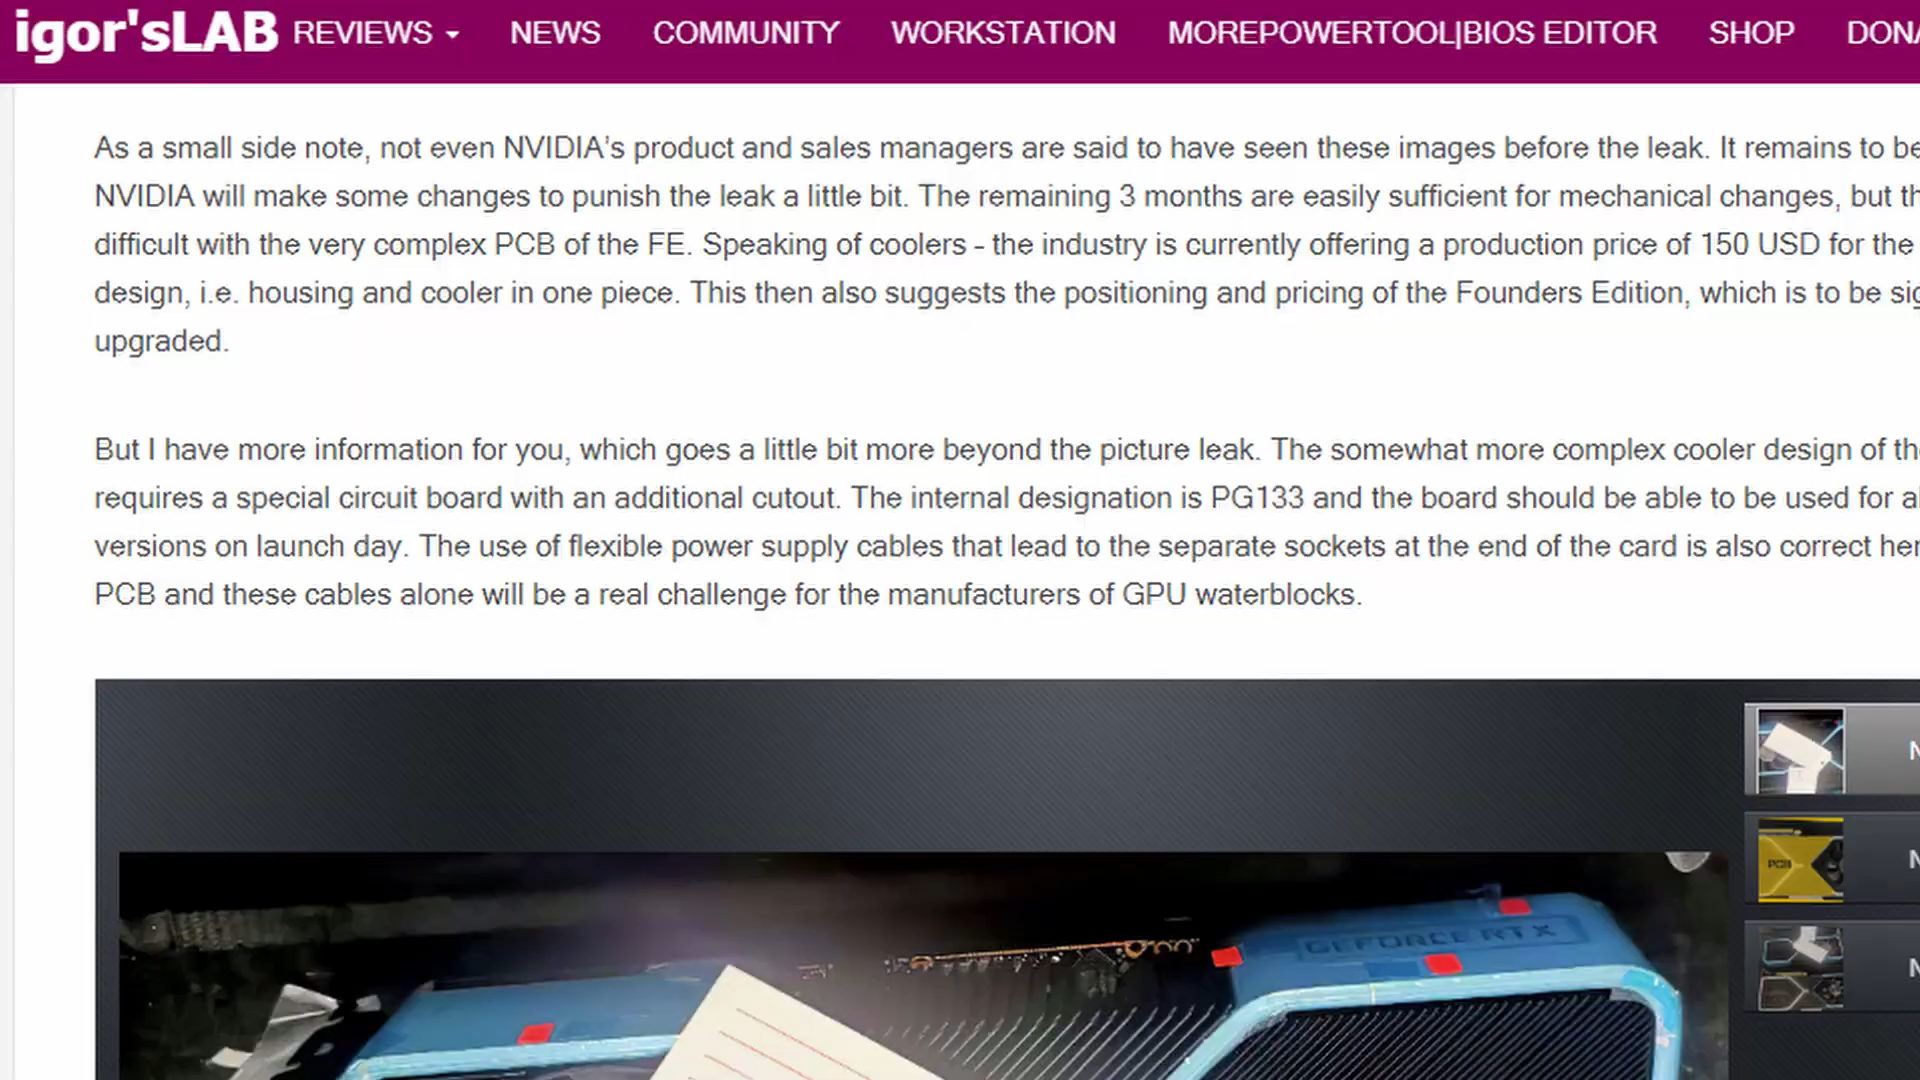 igor'sLAB REVIEWS NEWS COMMUNITY WORKSTATION MOREPOWERTOOL|BIOS EDITOR SHOP
As a small side note, not even NVIDIA's product and sales managers are said to have seen these images before the leak. It remains to be
NVIDIA will make some changes to punish the leak a little bit. The remaining 3 months are easily sufficient for mechanical changes, but
difficult with the very complex PCB of the FE. Speaking of coolers - the industry is currently offering a production price of 150 USD for the
design, i.e. housing and cooler in one piece. This then also suggests the positioning and pricing of the Founders Edition, which is to be
upgraded.
But I have more information for you, which goes a little bit more beyond the picture leak. The somewhat more complex cooler design of
requires a special circuit board with an additional cutout. The internal designation is PG133 and the board should be able to be used for
versions on launch day. The use of flexible power supply cables that lead to the separate sockets at the end of the card is also correct
PCB and these cables alone will be a real challenge for the manufacturers of GPU waterblocks.
PCB
GEFORCE RTX